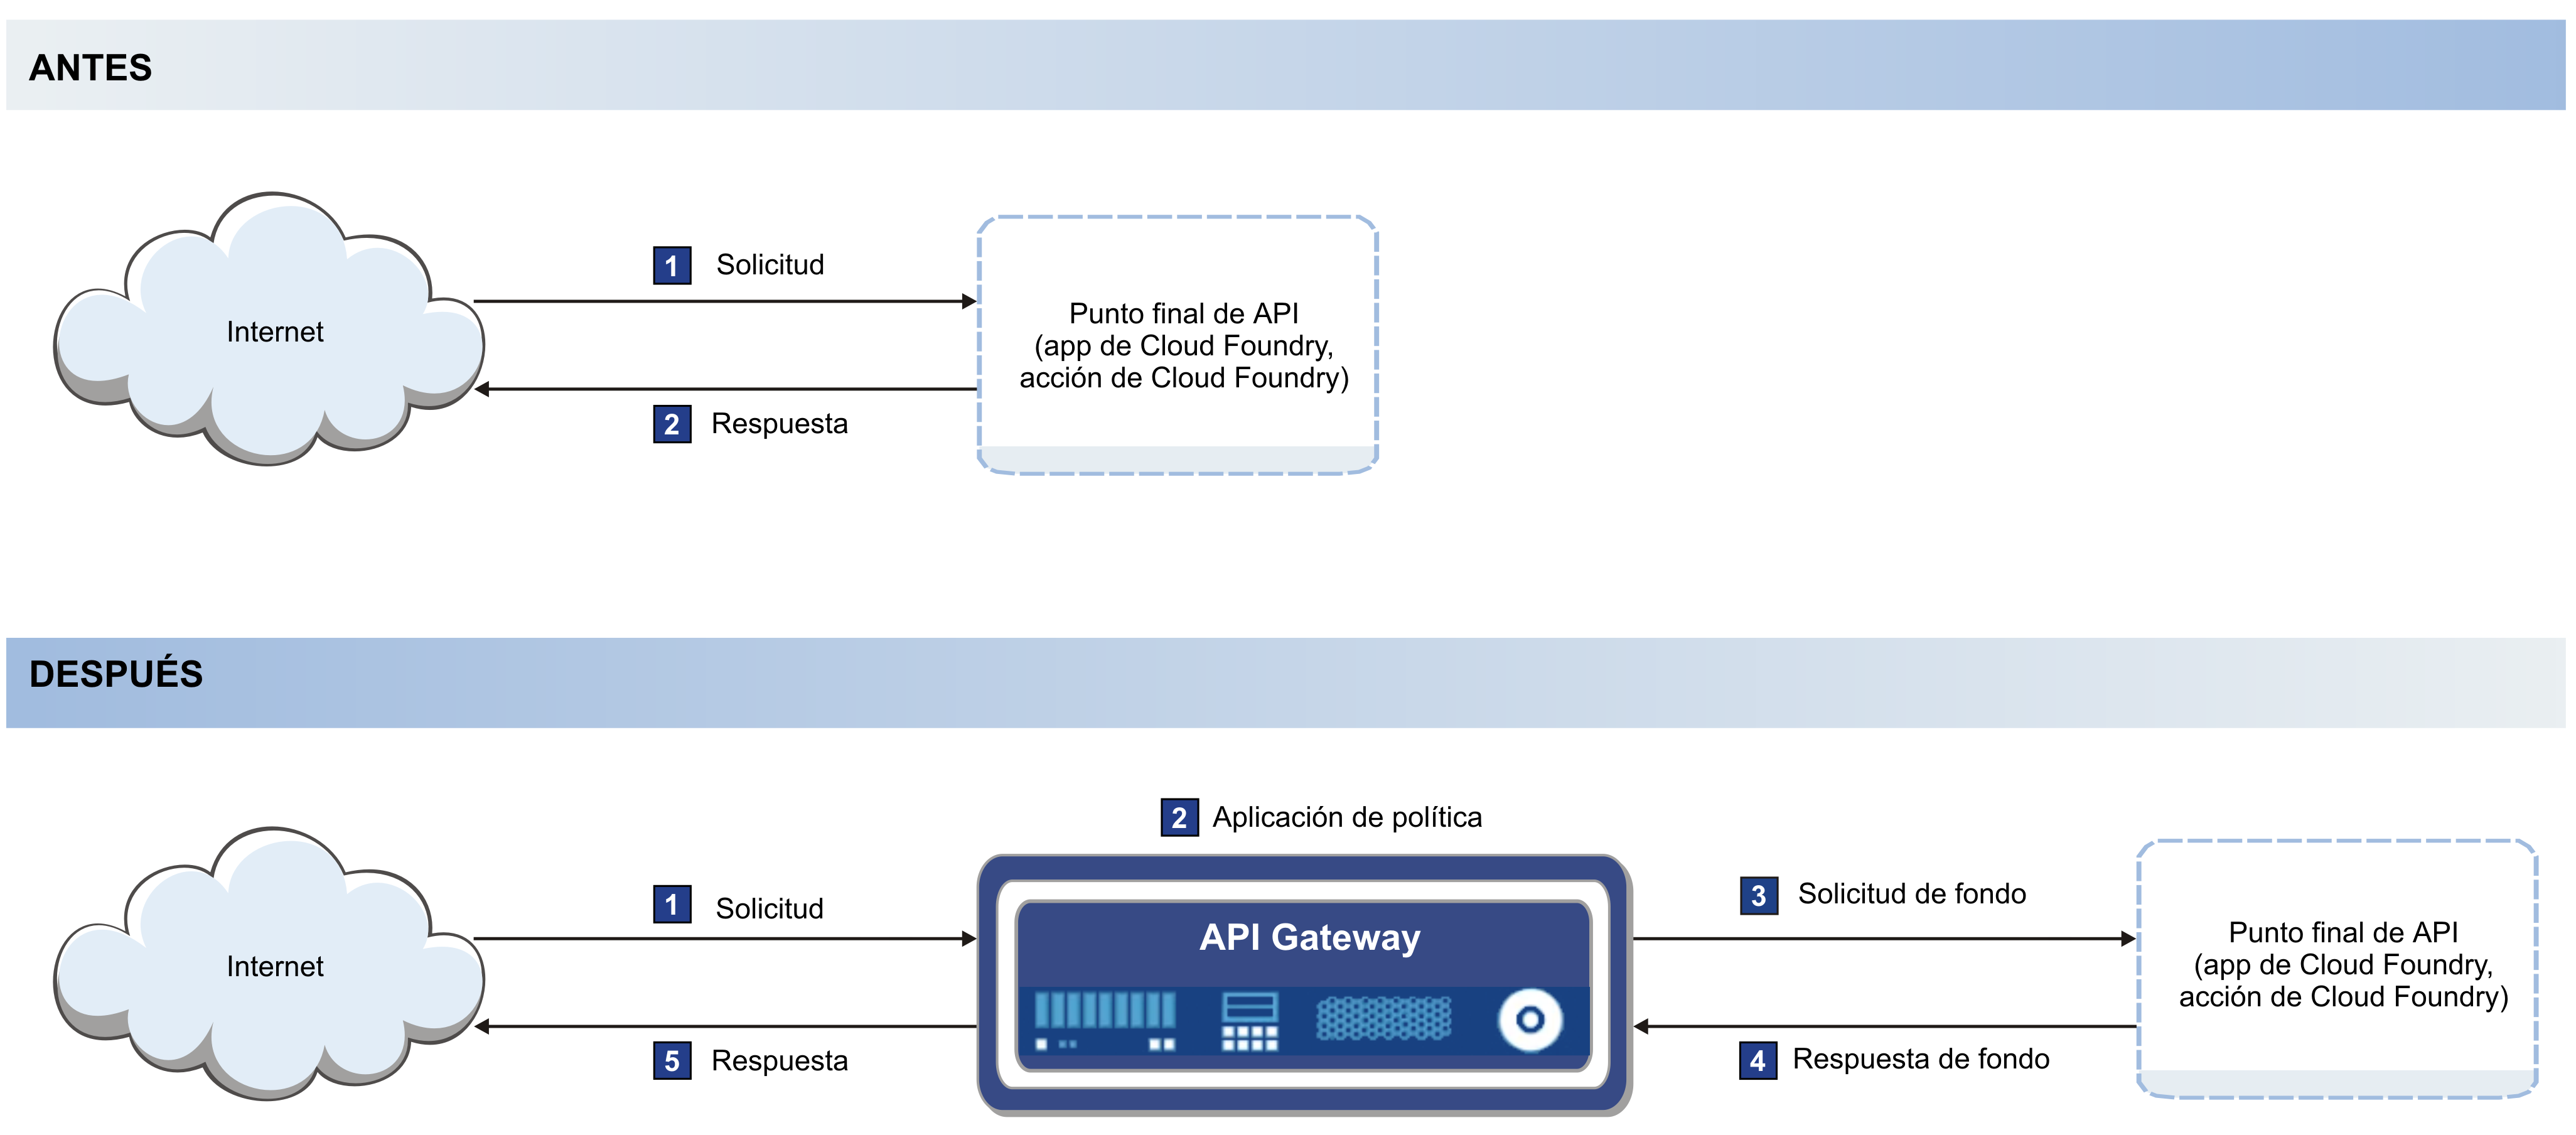 ANTES
1 Solicitud
Internet
Punto final de API
(app de Cloud Foundry,
acción de Cloud Foundry)
2 Respuesta
DESPUÉS
2 Aplicación de política
1 Solicitud
3 Solicitud de fondo
Internet
API Gateway
Punto final de API
(app de Cloud Foundry,
acción de Cloud Foundry)
5 Respuesta
4 Respuesta de fondo